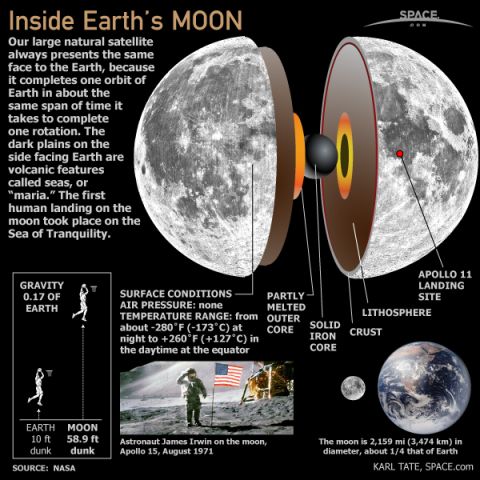 Inside Earth's MOON
SPACE
.COM
Our large natural satellite
always presents the same
face to the Earth, because
it completes one orbit of
Earth in about the
same span of time it
takes to complete
one rotation. The
dark plains on the
side facing Earth are
volcanic features
called seas, or
"maria." The first
human landing on the
moon took place on the
Sea of Tranquility.
APOLLO 11
LANDING
SITE
LITHOSPHERE
CRUST
SOLID
IRON
CORE
PARTLY
MELTED
OUTER
CORE
SURFACE CONDITIONS
AIR PRESSURE: none
TEMPERATURE RANGE: from
about -280˚F (-173˚C) at
night to +260˚F (+127˚C) in
the daytime at the equator
GRAVITY
0.17 OF
EARTH
EARTH
10 ft
dunk
MOON
58.9 ft
dunk
Astronaut James Irwin on the moon,
Apollo 15, August 1971
The moon is 2,159 mi (3,474 km) in
diameter, about 1/4 that of Earth
SOURCE: NASA
KARL TATE, SPACE.com